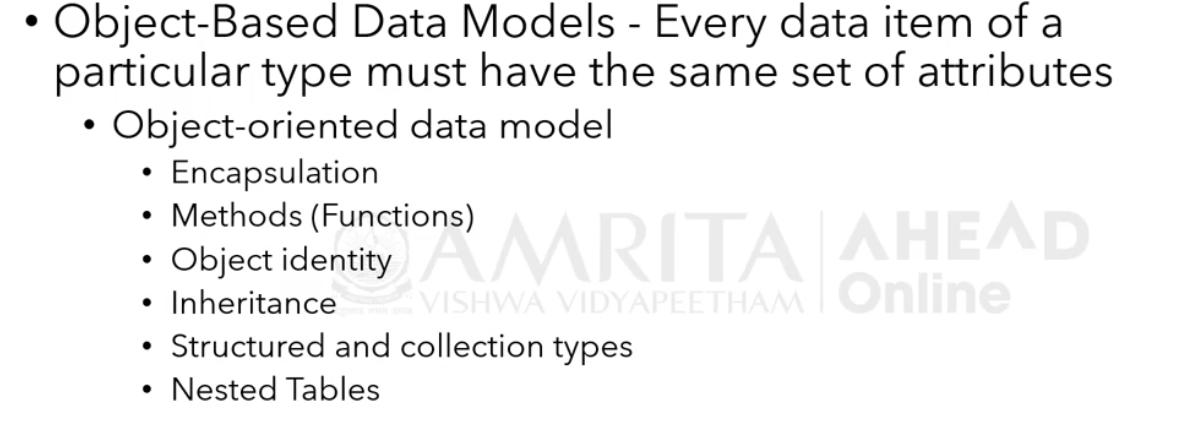 • Object-Based Data Models - Every data item of a
particular type must have the same set of attributes
• Object-oriented data model
• Encapsulation
• Methods (Functions)
• Object identity
• Inheritance
• Structured and collection types
• Nested Tables
AMRITA
VISHWA VIDYAPEETHAM
AHEAD
Online